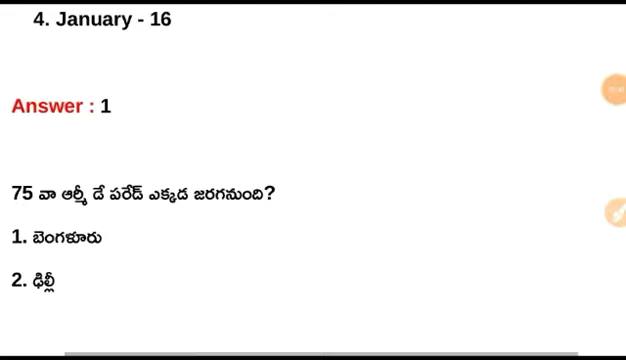 4. January - 16
Answer : 1
75 వా ఆర్మీ డే పరేడ్ ఎక్కడ జరగనుంది?
1. బెంగళూరు
2. ఢిల్లీ